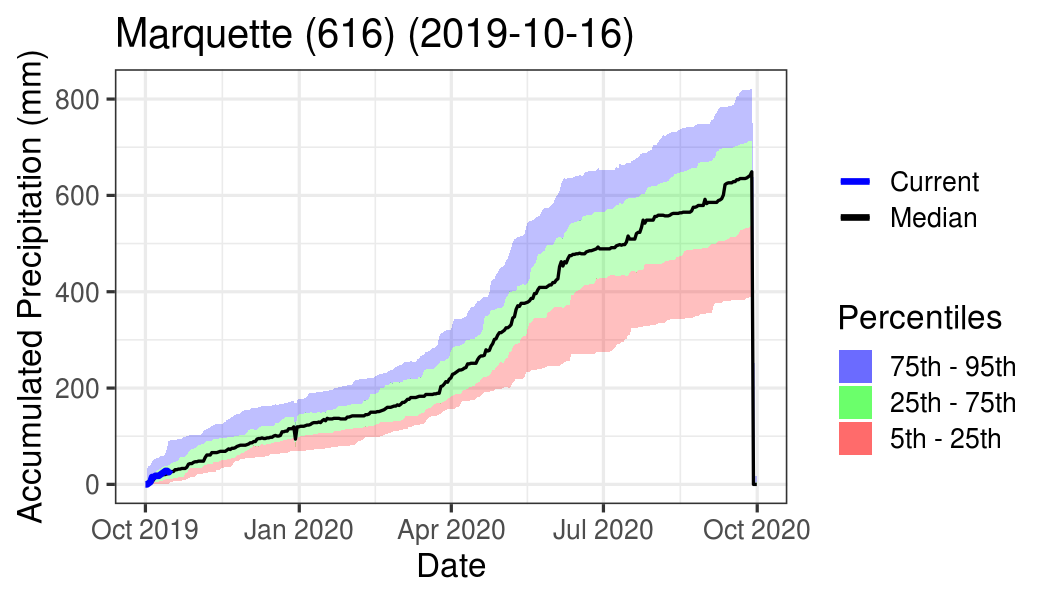 Marquette (616) (2019-10-16)
Accumulated Precipitation (mm)
800
600
400
200
0
Oct 2019
Jan 2020
Apr 2020
Jul 2020
Oct 2020
Date
Current
Median
Percentiles
75th - 95th
25th - 75th
5th - 25th